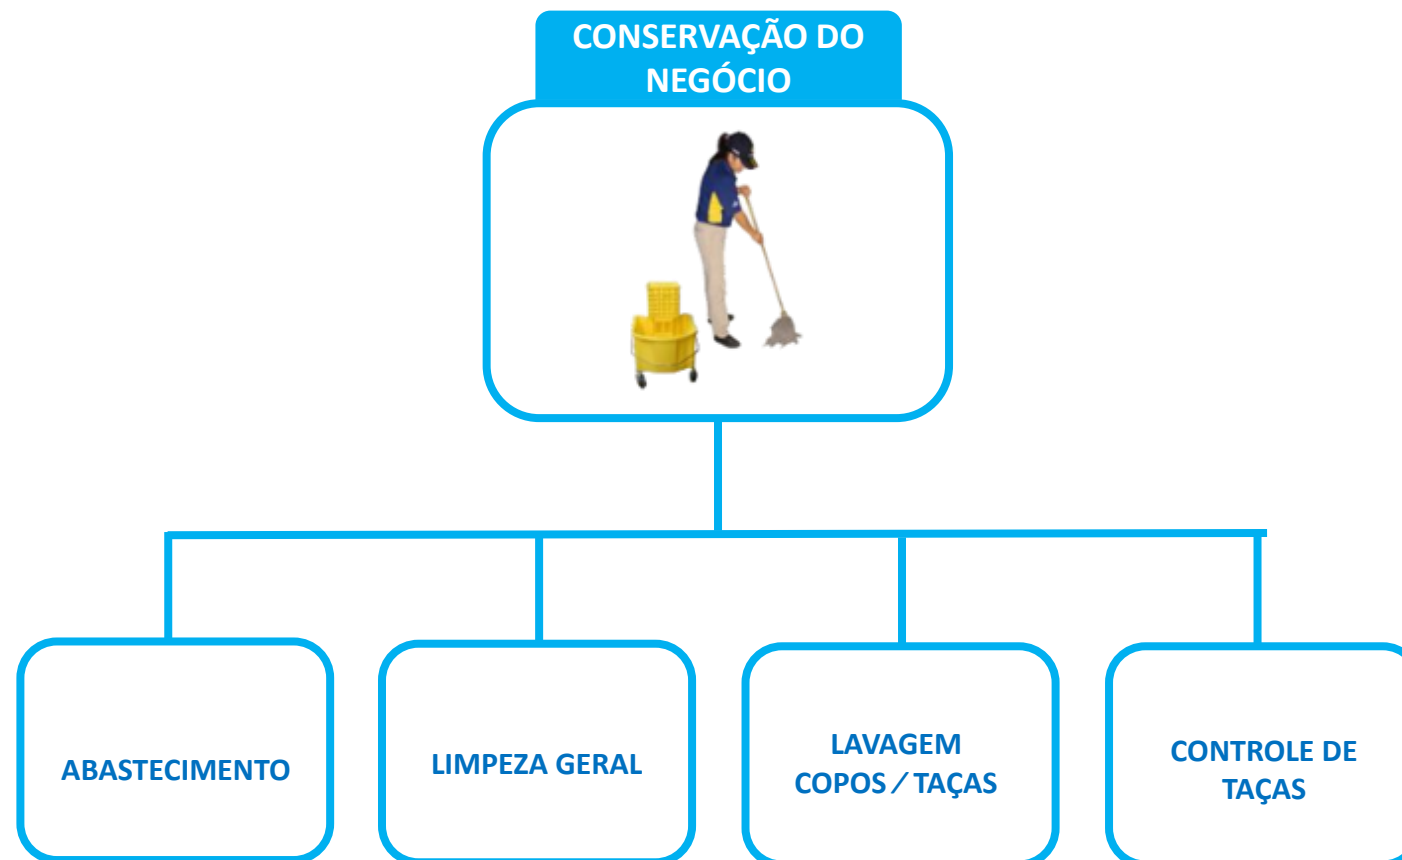 CONSERVAÇÃO DO
NEGÓCIO
ABASTECIMENTO
LIMPEZA GERAL
LAVAGEM
COPOS / TAÇAS
CONTROLE DE
TAÇAS